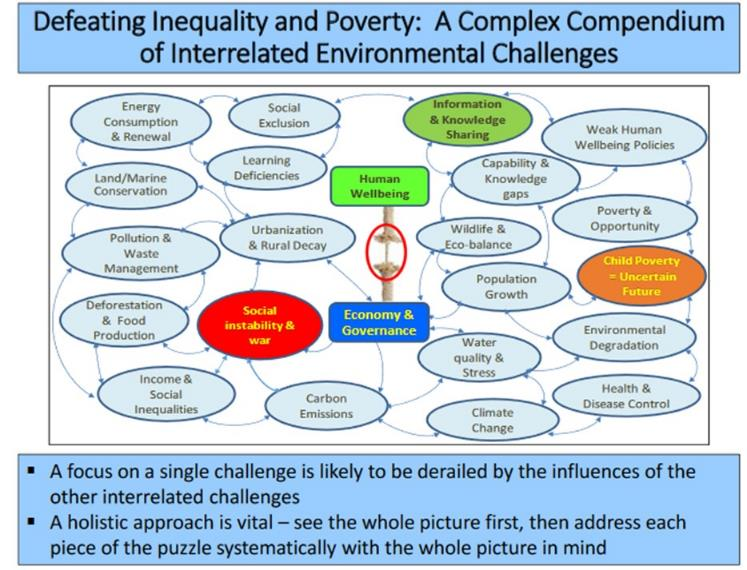 Defeating Inequality and Poverty: A Complex Compendium
of Interrelated Environmental Challenges
Energy
Consumption
& Renewal
Social
Exclusion
Information
& Knowledge
Sharing
Weak Human
Wellbeing Policies
Land/Marine
Conservation
Learning
Deficiencies
Human
Wellbeing
Capability &
Knowledge
gaps
Poverty &
Opportunity
Pollution &
Waste
Management
Urbanization
& Rural Decay
Wildlife &
Eco-balance
Child Poverty
= Uncertain
Future
Population
Growth
Deforestation
& Food
Production
Social
instability &
war
Economy &
Governance
Environmental
Degradation
Water
quality &
Stress
Income &
Social
Inequalities
Carbon
Emissions
Climate
Change
Health &
Disease Control
▪ A focus on a single challenge is likely to be derailed by the influences of the
other interrelated challenges
▪ A holistic approach is vital – see the whole picture first, then address each
piece of the puzzle systematically with the whole picture in mind